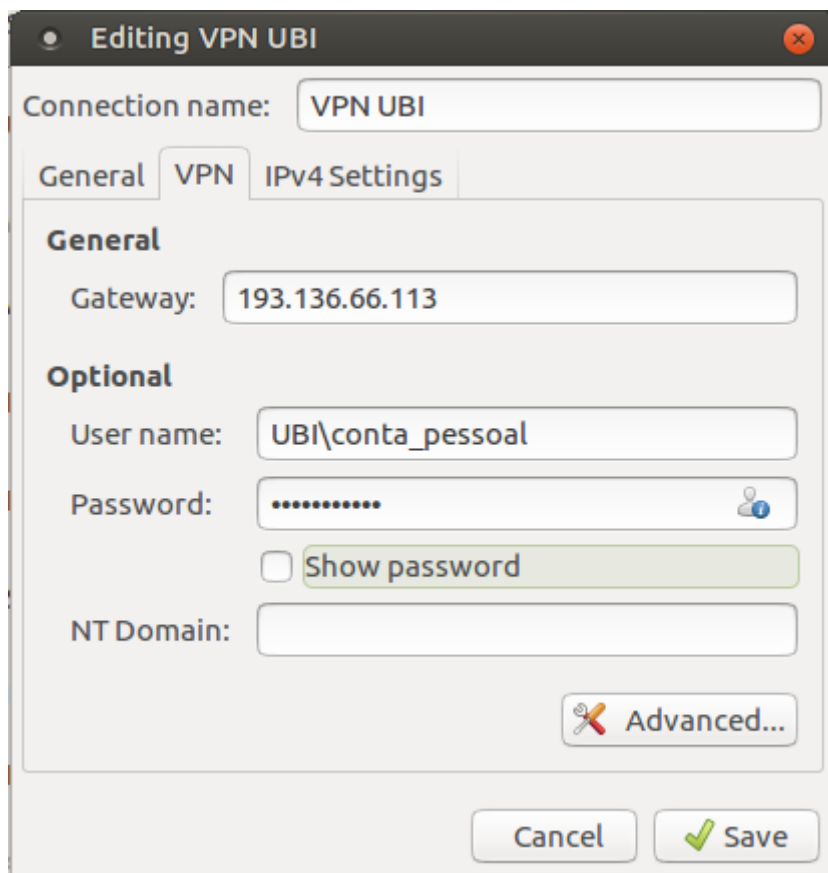 Editing VPN UBI
Connection name: VPN UBI
General VPN IPv4 Settings
General
Gateway: 193.136.66.113
Optional
User name: UBI\conta_pessoal
Password: •••••••••••
Show password
NT Domain:
Advanced...
Cancel Save